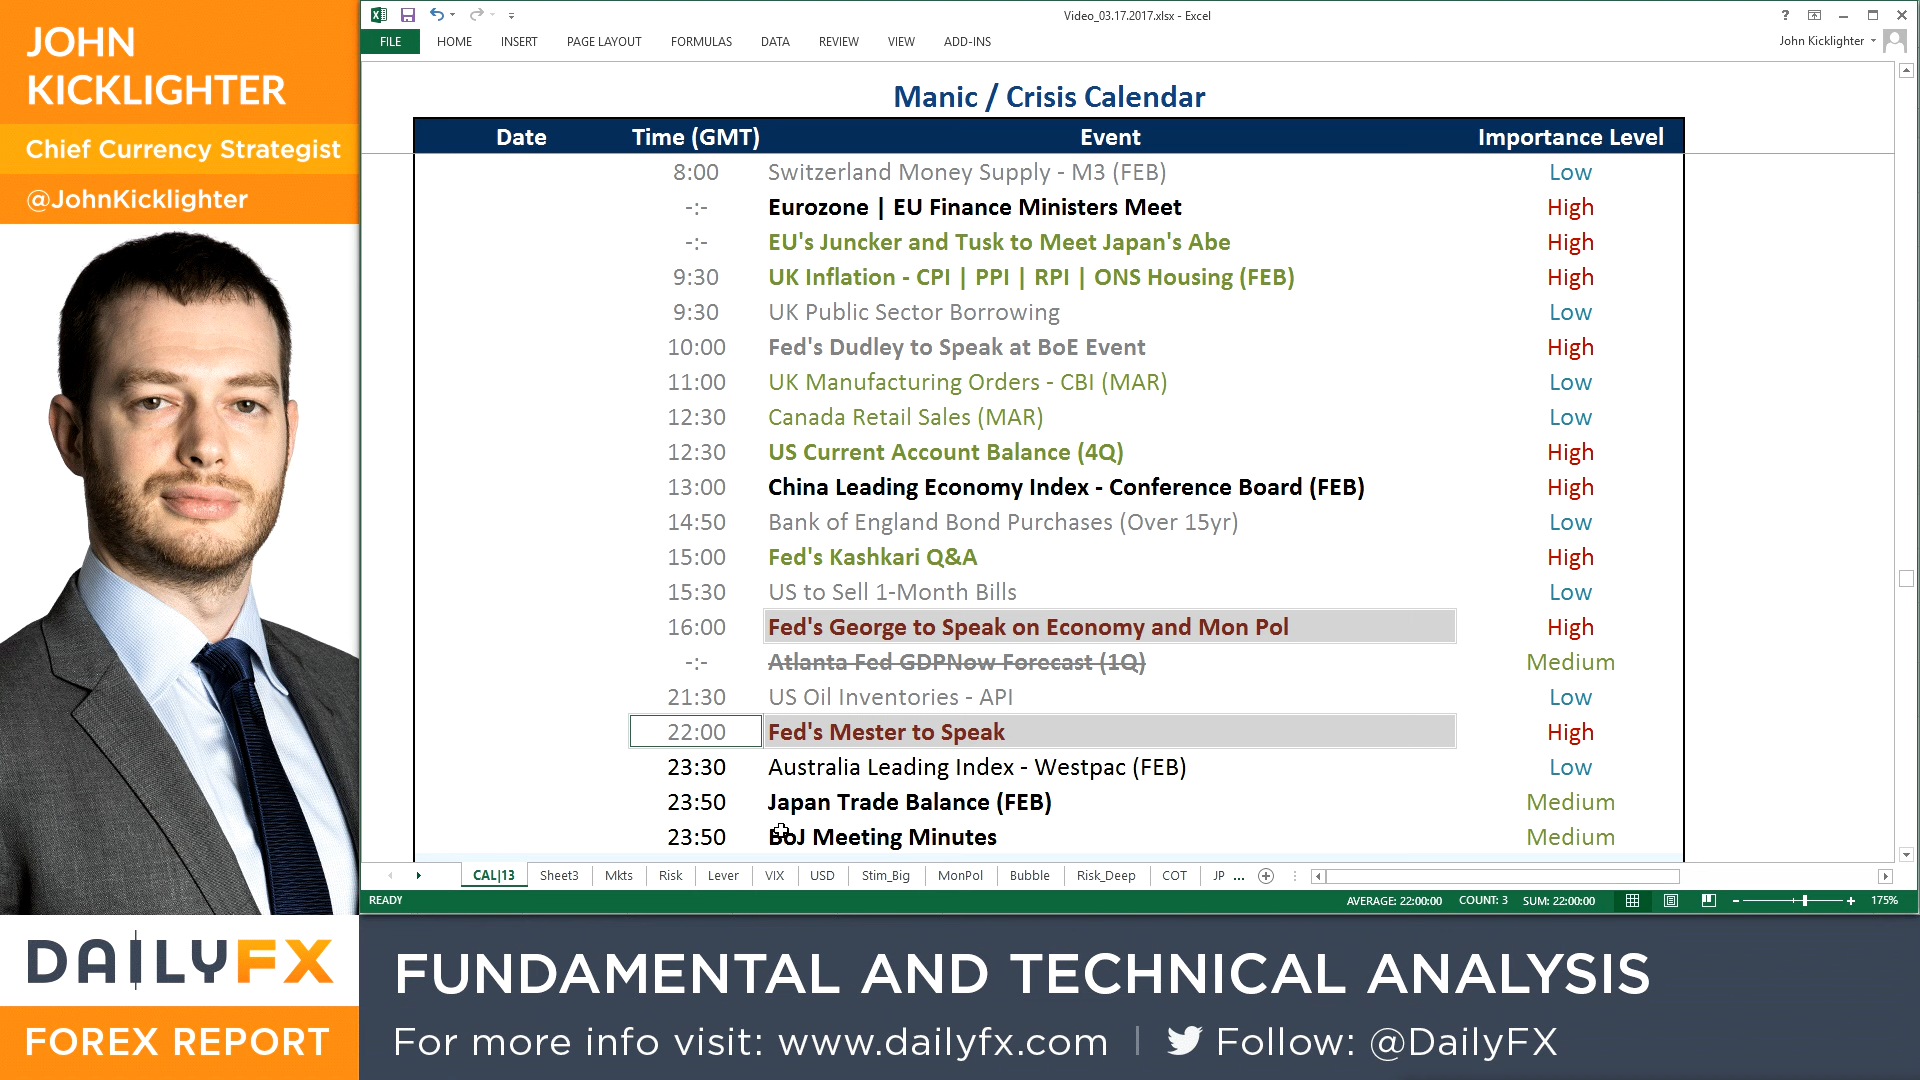 JOHN
KICKLIGHTER
Chief Currency Strategist
@JohnKicklighter
Video_03.17.2017.xlsx - Excel
?
FILE HOME INSERT PAGE LAYOUT FORMULAS DATA REVIEW VIEW ADD-INS
John Kicklighter
Manic / Crisis Calendar
Date Time (GMT) Event Importance Level
8:00 Switzerland Money Supply - M3 (FEB) Low
-:- Eurozone | EU Finance Ministers Meet High
-:- EU's Juncker and Tusk to Meet Japan's Abe High
9:30 UK Inflation - CPI | PPI | RPI | ONS Housing (FEB) High
9:30 UK Public Sector Borrowing Low
10:00 Fed's Dudley to Speak at BoE Event High
11:00 UK Manufacturing Orders - CBI (MAR) Low
12:30 Canada Retail Sales (MAR) Low
12:30 US Current Account Balance (4Q) High
13:00 China Leading Economy Index - Conference Board (FEB) High
14:50 Bank of England Bond Purchases (Over 15yr) Low
15:00 Fed's Kashkari Q&A High
15:30 US to Sell 1-Month Bills Low
16:00 Fed's George to Speak on Economy and Mon Pol High
-:- Atlanta Fed GDPNow Forecast (1Q) Medium
21:30 US Oil Inventories - API Low
22:00 Fed's Mester to Speak High
23:30 Australia Leading Index - Westpac (FEB) Low
23:50 Japan Trade Balance (FEB) Medium
23:50 BoJ Meeting Minutes Medium
CAL|13 Sheet3 Mkts Risk Lever VIX USD Stim_Big MonPol Bubble Risk_Deep COT JP ...
READY AVERAGE: 22:00:00 COUNT: 3 SUM: 22:00:00 175%
DAILYFX
FOREX REPORT
FUNDAMENTAL AND TECHNICAL ANALYSIS
For more info visit: www.dailyfx.com | Follow: @DailyFX